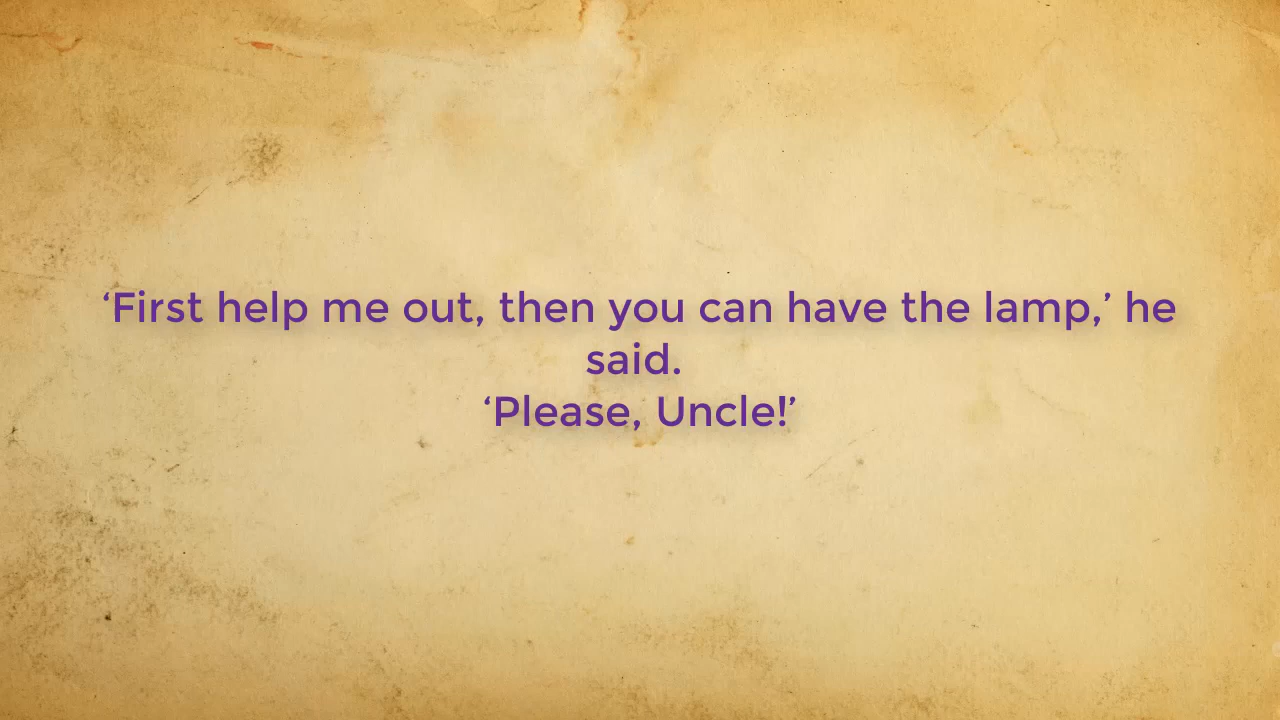 ‘First help me out, then you can have the lamp,’ he
said.
‘Please, Uncle!’